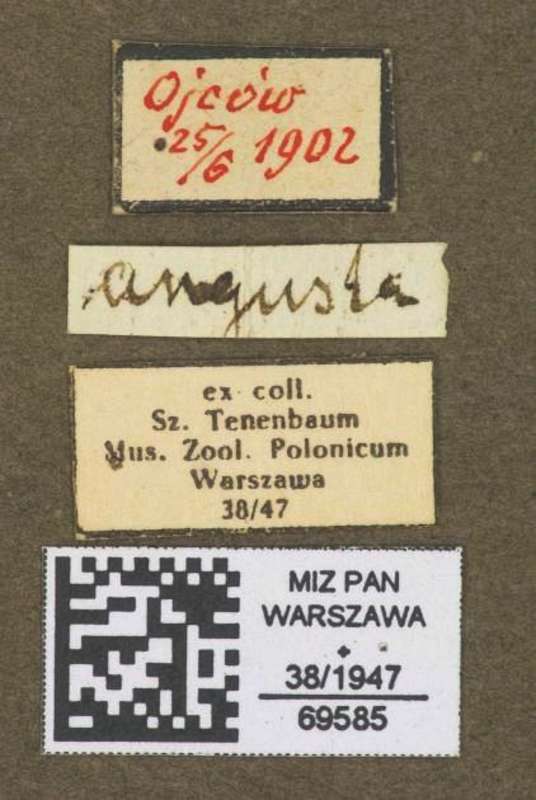 Ojców
25/6 1902
angusta
ex coll.
Sz. Tenenbaum
Mus. Zool. Polonicum
Warszawa
38/47
MIZ PAN
WARSZAWA
38/1947
69585